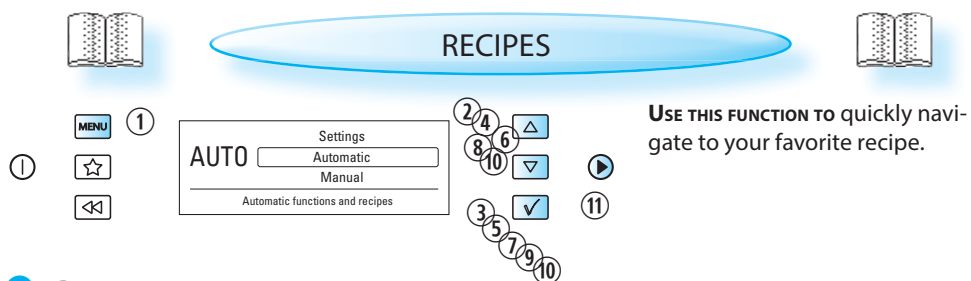 RECIPES
MENU
1
Settings
AUTO
Automatic
Manual
Automatic functions and recipes
2
4
6
8
10
3
5
7
9
10
11
USE THIS FUNCTION TO quickly navi-
gate to your favorite recipe.